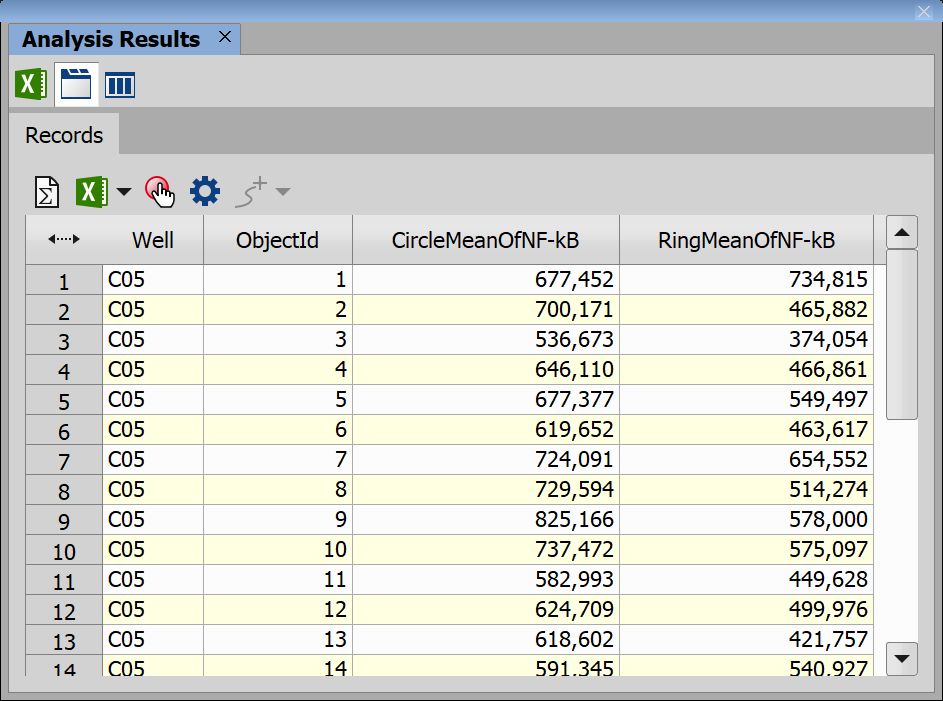 Analysis Results
Records
Well ObjectId CircleMeanOfNF-kB RingMeanOfNF-kB
1 C05 1 677,452 734,815
2 C05 2 700,171 465,882
3 C05 3 536,673 374,054
4 C05 4 646,110 466,861
5 C05 5 677,377 549,497
6 C05 6 619,652 463,617
7 C05 7 724,091 654,552
8 C05 8 729,594 514,274
9 C05 9 825,166 578,000
10 C05 10 737,472 575,097
11 C05 11 582,993 449,628
12 C05 12 624,709 499,976
13 C05 13 618,602 421,757
14 C05 14 591,345 540,927